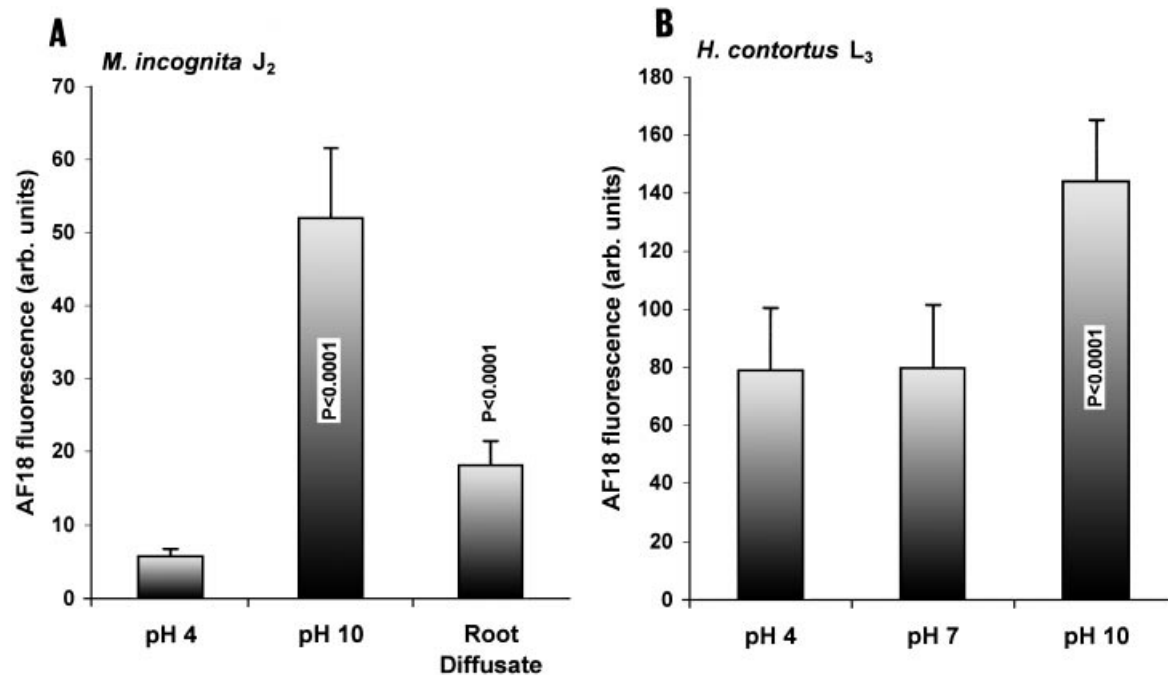 A
M. incognita J₂
AF18 fluorescence (arb. units)
70
60
50
40
30
20
10
0
P<0.0001
P<0.0001
pH 4
pH 10
Root
Diffusate
B
H. contortus L₃
AF18 fluorescence (arb. units)
180
160
140
120
100
80
60
40
20
0
P<0.0001
pH 4
pH 7
pH 10